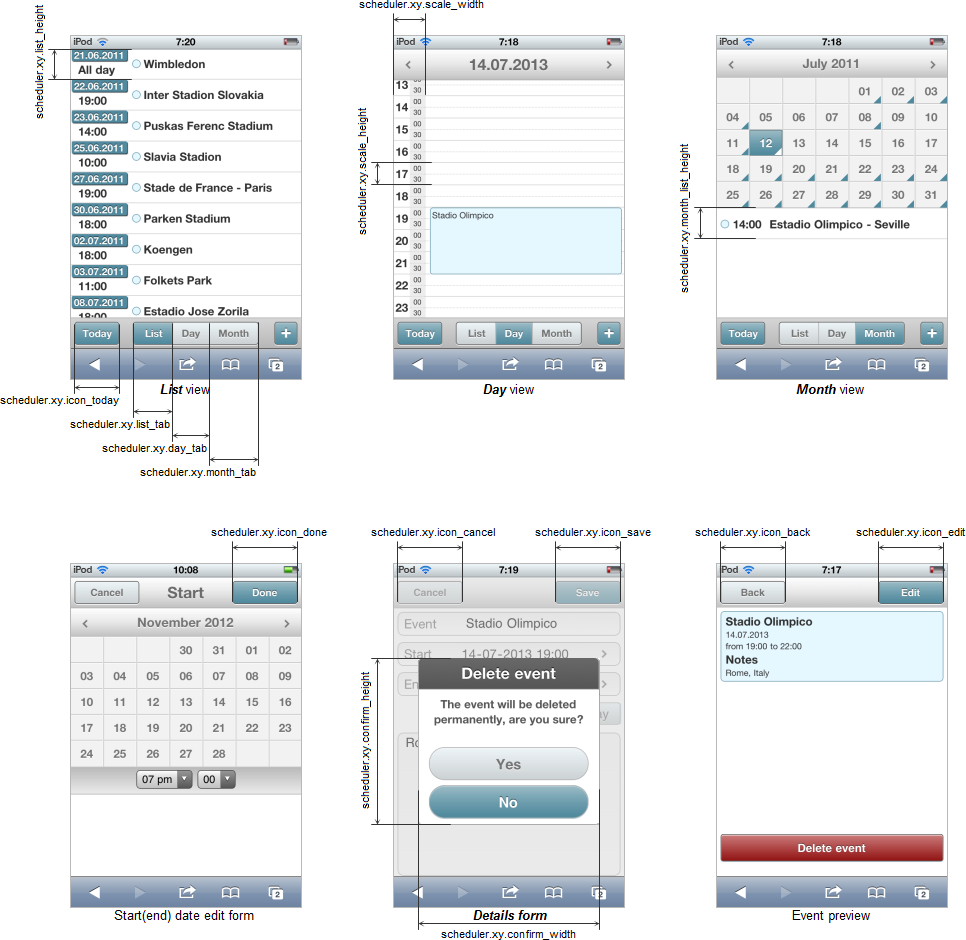 scheduler.xy.scale_width
scheduler.xy.list_height
iPod 7:20
21.06.2011
All day
Wimbledon
22.06.2011
19:00
Inter Stadion Slovakia
23.06.2011
14:00
Puskas Ferenc Stadium
25.06.2011
10:00
Slavia Stadion
27.06.2011
19:00
Stade de France - Paris
30.06.2011
18:00
Parken Stadium
02.07.2011
18:00
Koengen
03.07.2011
11:00
Folkets Park
08.07.2011
18:00
Estadio Jose Zorila
Today List Day Month +
2
List view
scheduler.xy.icon_today
scheduler.xy.list_tab
scheduler.xy.day_tab
scheduler.xy.month_tab
scheduler.xy.scale_height
iPod 7:18
< 14.07.2013 >
13 30
14 00
30
15 00
30
16 00
30
17 00
30
18 00
30
19 00
30
20 00
30
21 00
30
22 00
30
23 00
30
Stadio Olimpico
Today List Day Month +
2
Day view
scheduler.xy.month_list_height
iPod 7:18
< July 2011 >
01 02 03
04 05 06 07 08 09 10
11 12 13 14 15 16 17
18 19 20 21 22 23 24
25 26 27 28 29 30 31
14:00 Estadio Olimpico - Seville
Today List Day Month +
2
Month view
scheduler.xy.icon_done
iPod 10:08
Cancel Start Done
< November 2012 >
30 31 01 02
03 04 05 06 07 08 09
10 11 12 13 14 15 16
17 18 19 20 21 22 23
24 25 26 27 28
07 pm 00
2
Start(end) date edit form
scheduler.xy.icon_cancel
scheduler.xy.icon_save
scheduler.xy.confirm_height
iPod 7:19
Cancel Save
Event Stadio Olimpico
Start 14-07-2013 19:00 >
Delete event
The event will be deleted
permanently, are you sure?
Yes
No
2
Details form
scheduler.xy.confirm_width
scheduler.xy.icon_back
scheduler.xy.icon_edit
iPod 7:17
Back Edit
Stadio Olimpico
14.07.2013
from 19:00 to 22:00
Notes
Rome, Italy
Delete event
2
Event preview